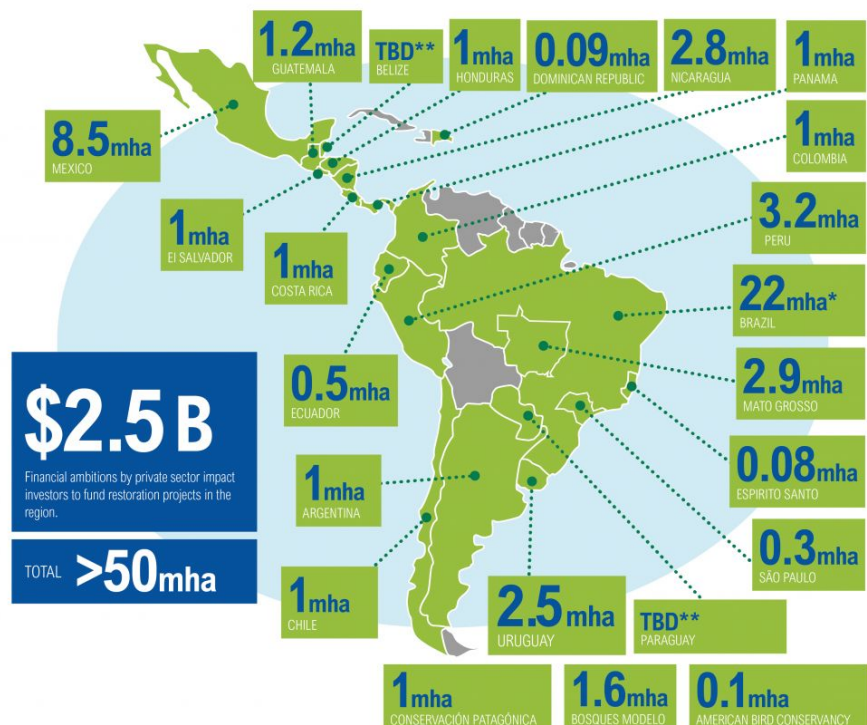 1.2mha
GUATEMALA
TBD**
BELIZE
1mha
HONDURAS
0.09mha
DOMINICAN REPUBLIC
2.8mha
NICARAGUA
1mha
PANAMA
8.5mha
MEXICO
1mha
COLOMBIA
1mha
El SALVADOR
1mha
COSTA RICA
3.2mha
PERU
22mha*
BRAZIL
0.5mha
ECUADOR
2.9mha
MATO GROSSO
$2.5 B
Financial ambitions by private sector impact
investors to fund restoration projects in the
region.
0.08mha
ESPIRITO SANTO
1mha
ARGENTINA
0.3mha
SÃO PAULO
TOTAL >50mha
1mha
CHILE
2.5mha
URUGUAY
TBD**
PARAGUAY
1mha
CONSERVACIÓN PATAGÓNICA
1.6mha
BOSQUES MODELO
0.1mha
AMERICAN BIRD CONSERVANCY